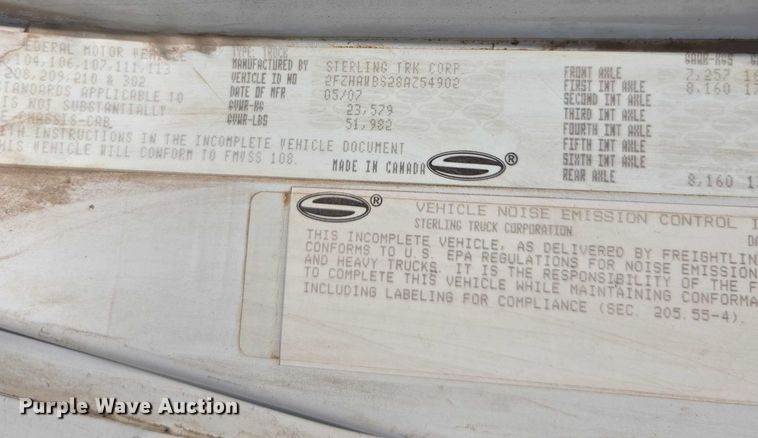 EDERAL MOTOR VEHICLE
104,106,107,111,113
208,209,210 & 302
STANDARDS APPLICABLE TO
IS NOT SUBSTANTIALLY
CHASSIS-CAB.
TH INSTRUCTIONS IN THE INCOMPLETE VEHICLE DOCUMENT
THIS VEHICLE WILL CONFORM TO FMVSS 108.
TYPE: TRUCK
MANUFACTURED BY STERLING TRK CORP.
VEHICLE ID NO 2FZHAWBS28AZ54902
DATE OF MFR 05/07
GVWR-KG 23,579
GVWR-LBS 51,982
MADE IN CANADA S®
GAWR-KGS
FRONT AXLE 7,257
FIRST INT AXLE 8,160
SECOND INT AXLE
THIRD INT AXLE
FOURTH INT AXLE
FIFTH INT AXLE
SIXTH INT AXLE
REAR AXLE 8,160
S® VEHICLE NOISE EMISSION CONTROL I
STERLING TRUCK CORPORATION DA
THIS INCOMPLETE VEHICLE, AS DELIVERED BY FREIGHTLIN
CONFORMS TO U.S. EPA REGULATIONS FOR NOISE EMISSION
AND HEAVY TRUCKS. IT IS THE RESPONSIBILITY OF THE F
TO COMPLETE THIS VEHICLE WHILE MAINTAINING CONFORMA
INCLUDING LABELING FOR COMPLIANCE (SEC. 205.55-4).
Purple Wave Auction